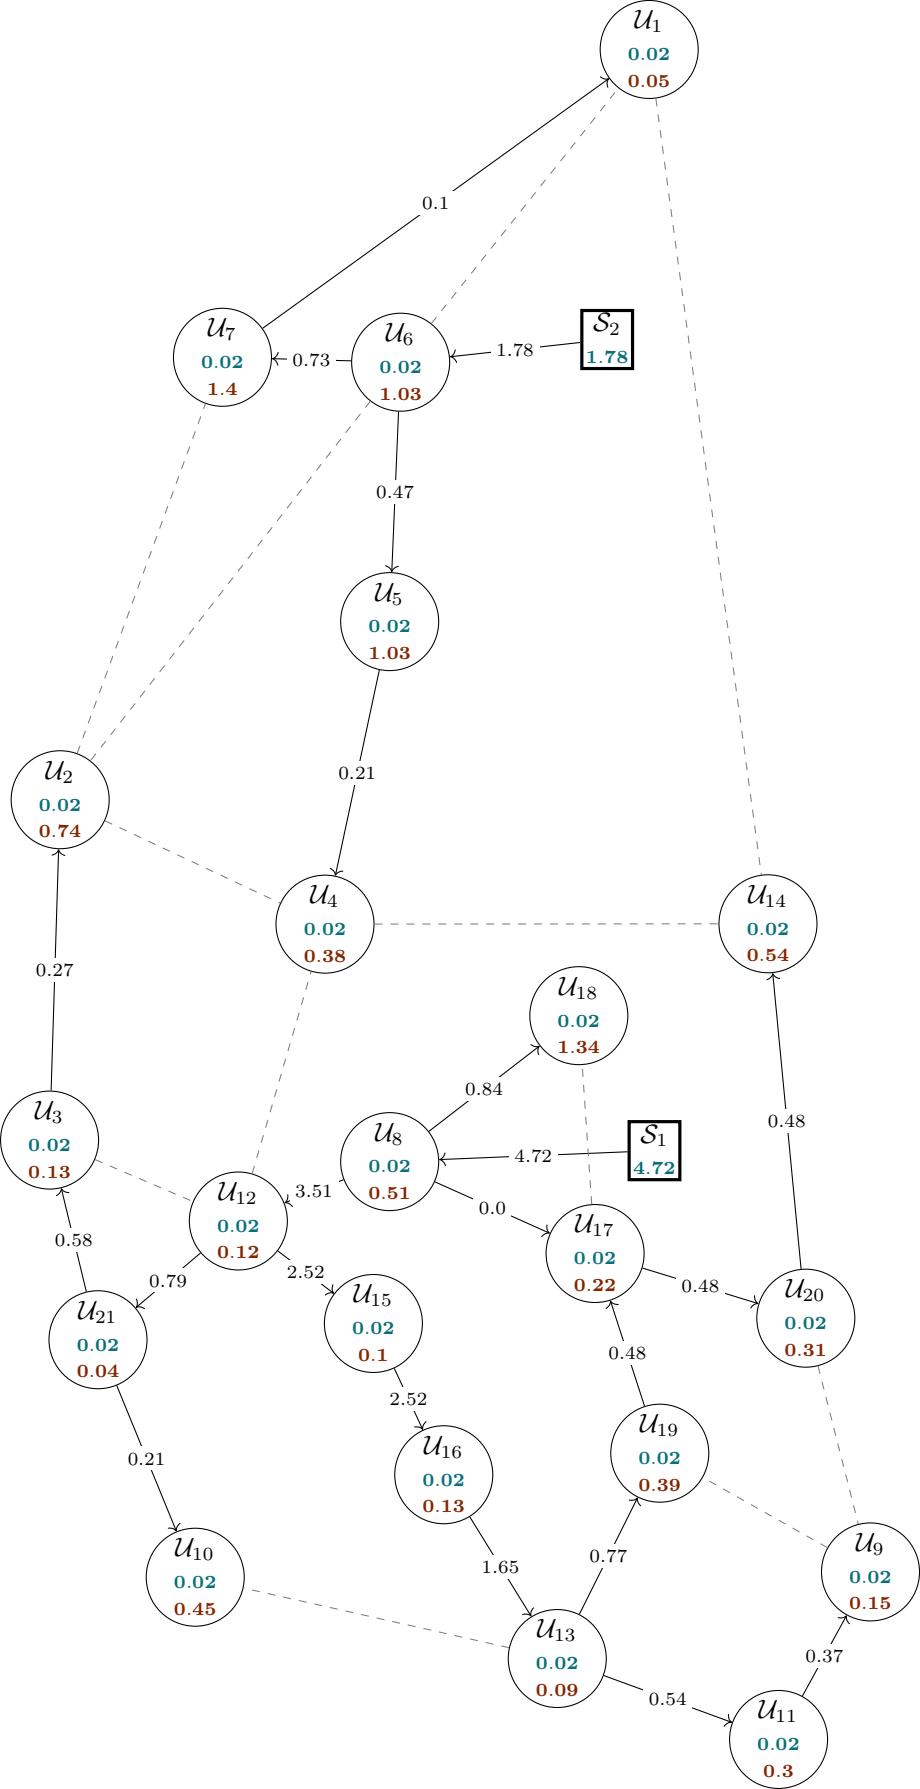 𝒰₁
0.02
0.05
0.1
𝒰₇
0.02
1.4
0.73
𝒰₆
0.02
1.03
1.78
𝒮₂
1.78
0.47
𝒰₅
0.02
1.03
0.21
𝒰₂
0.02
0.74
𝒰₄
0.02
0.38
𝒰₁₄
0.02
0.54
0.27
𝒰₁₈
0.02
1.34
0.84
0.48
𝒰₃
0.02
0.13
𝒰₈
0.02
0.51
4.72
𝒮₁
4.72
𝒰₁₂
0.02
0.12
3.51
0.0
𝒰₁₇
0.02
0.22
0.58
0.79
2.52
0.48
𝒰₂₁
0.02
0.04
𝒰₁₅
0.02
0.1
𝒰₂₀
0.02
0.31
2.52
0.48
0.21
𝒰₁₆
0.02
0.13
𝒰₁₉
0.02
0.39
𝒰₁₀
0.02
0.45
1.65
0.77
𝒰₉
0.02
0.15
𝒰₁₃
0.02
0.09
0.37
0.54
𝒰₁₁
0.02
0.3